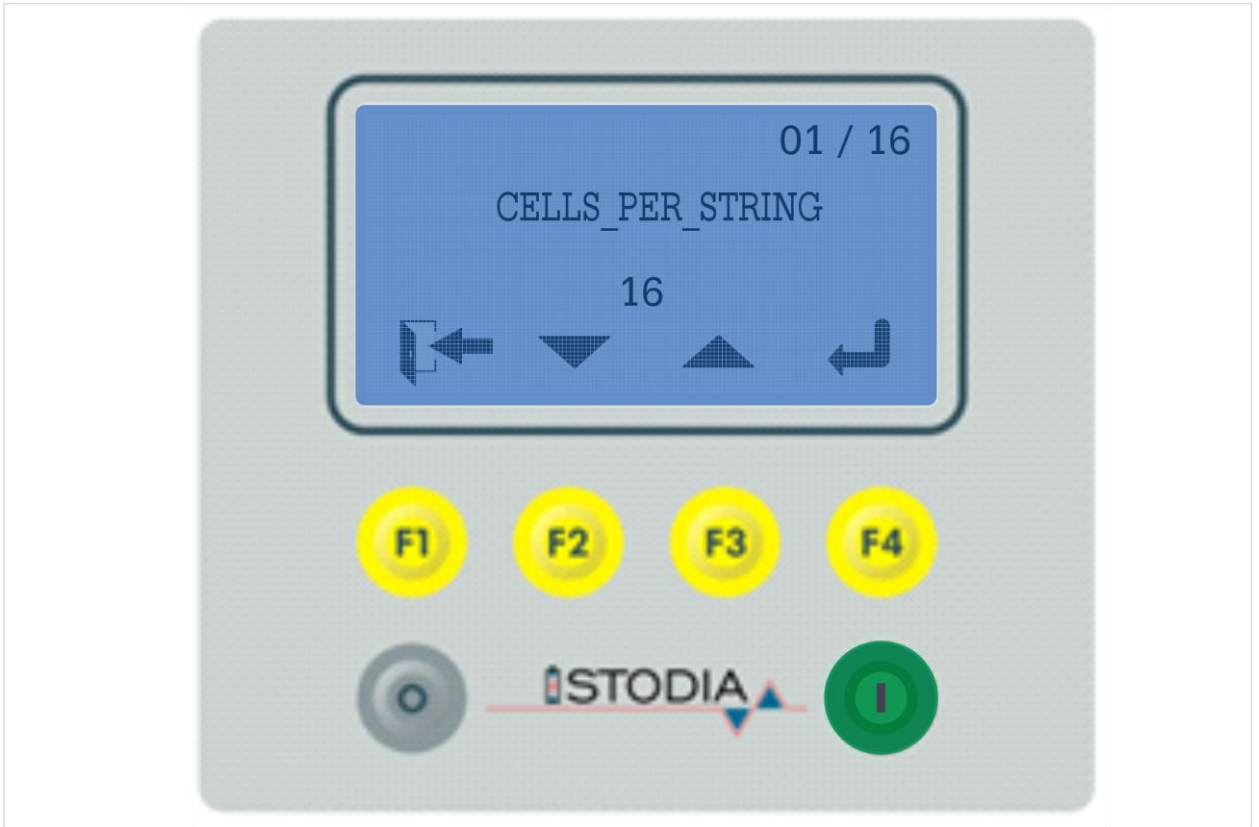 01 / 16
CELLS_PER_STRING
16
F1 F2 F3 F4
O STODIA I